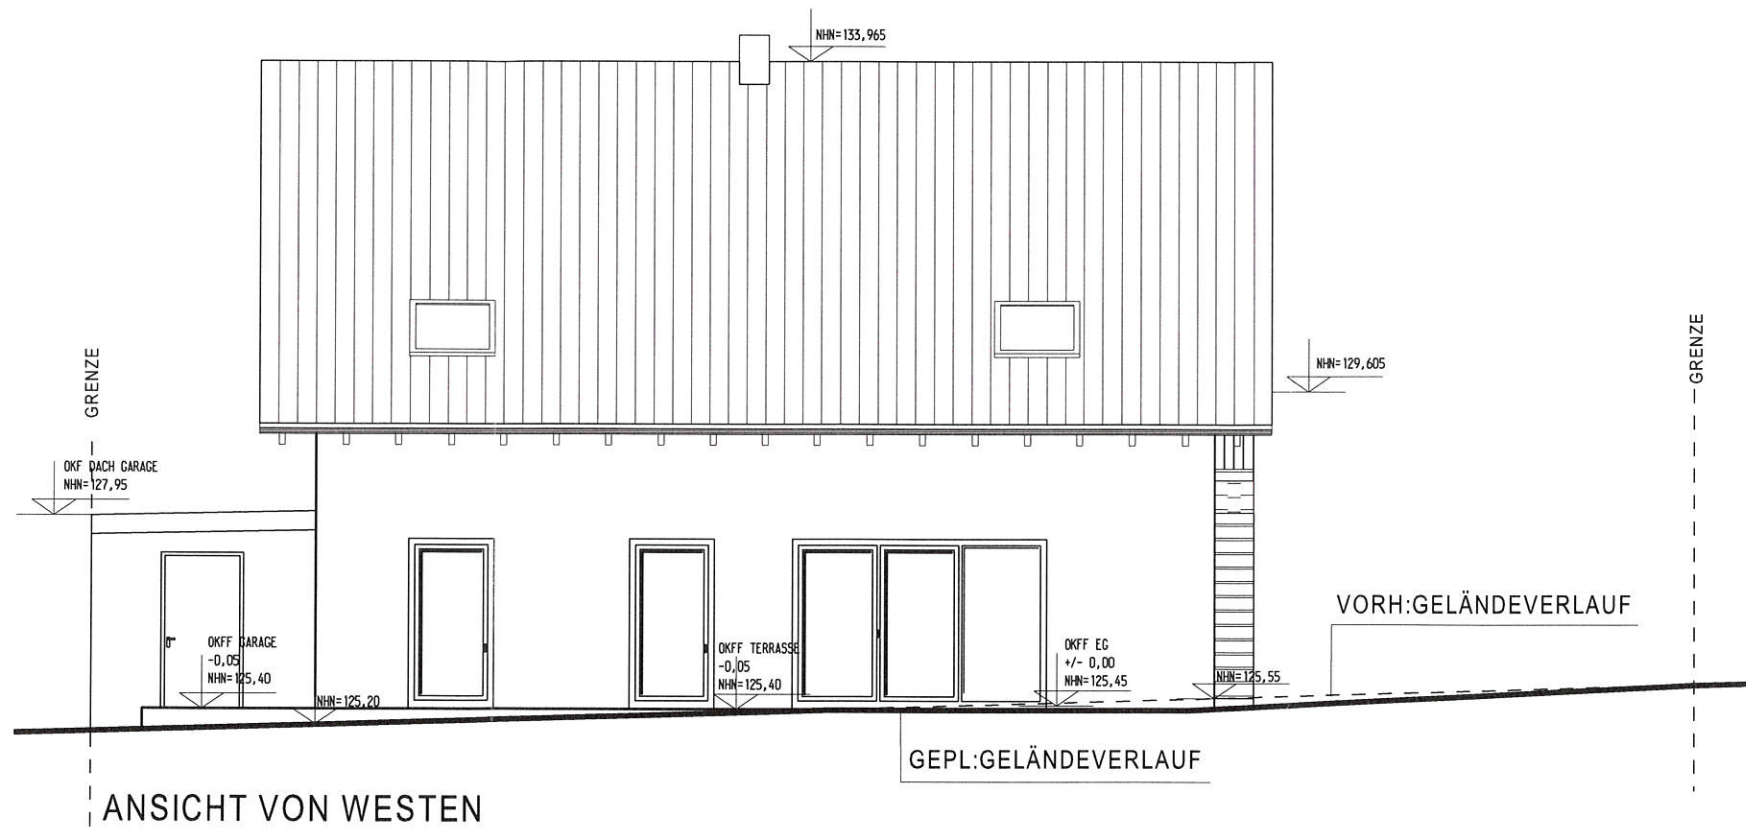 NHN=133,965
GRENZE
GRENZE
NHN=129,605
OKF DACH GARAGE
NHN=127,95
VORH:GELÄNDEVERLAUF
OKFF GARAGE
-0,05
NHN=125,40
NHN=125,20
OKFF TERRASSE
-0,05
NHN=125,40
OKFF EG
+/- 0,00
NHN=125,45
NHN=125,55
GEPL:GELÄNDEVERLAUF
ANSICHT VON WESTEN